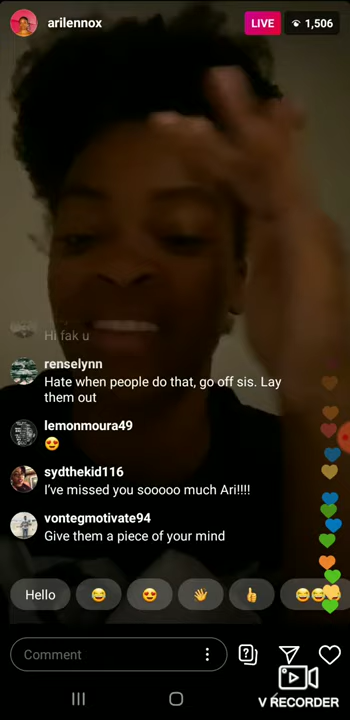 arilennox
LIVE
1,506
Hi fak u
renselynn
Hate when people do that, go off sis. Lay
them out
lemonmoura49
sydthekid116
I've missed you sooooo much Ari!!!!
vontegmotivate94
Give them a piece of your mind
Hello
Comment
V RECORDER